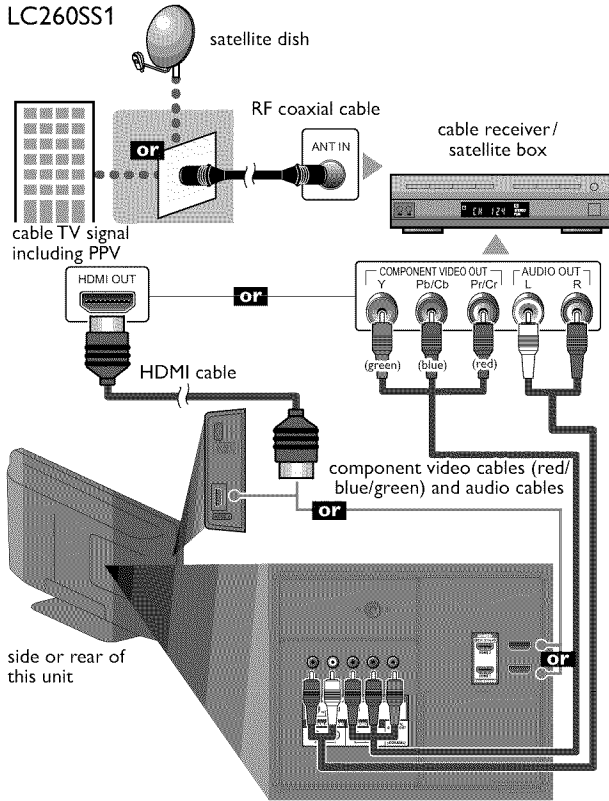 LC260SS1
satellite dish
RF coaxial cable
or
ANT IN
cable receiver /
satellite box
CH 124
cable TV signal
including PPV
HDMI OUT
or
COMPONENT VIDEO OUT
AUDIO OUT
Y
Pb/Cb
Pr/Cr
L
R
(green)
(blue)
(red)
HDMI cable
component video cables (red/
blue/green) and audio cables
or
side or rear of
this unit
or